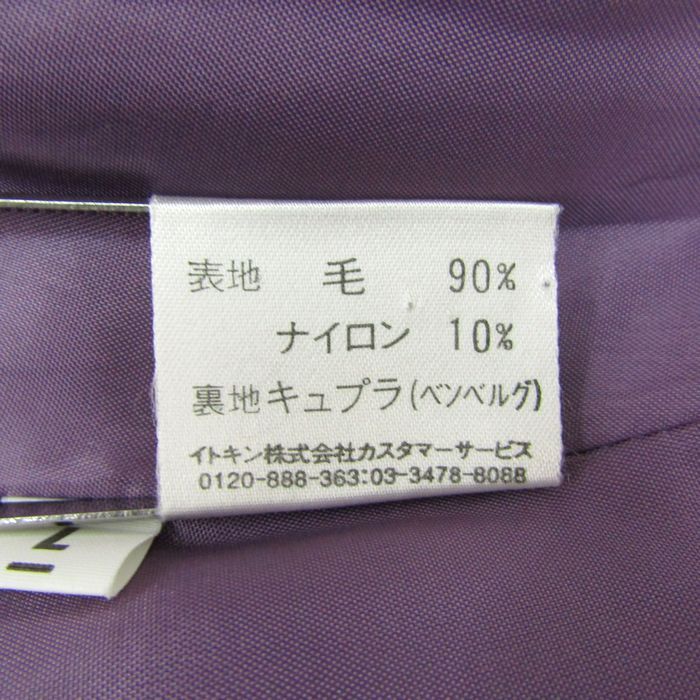 表地 毛 90%
ナイロン 10%
裏地キュプラ(ベンベルグ)
イトキン株式会社カスタマーサービス
0120-888-363:03-3478-8088